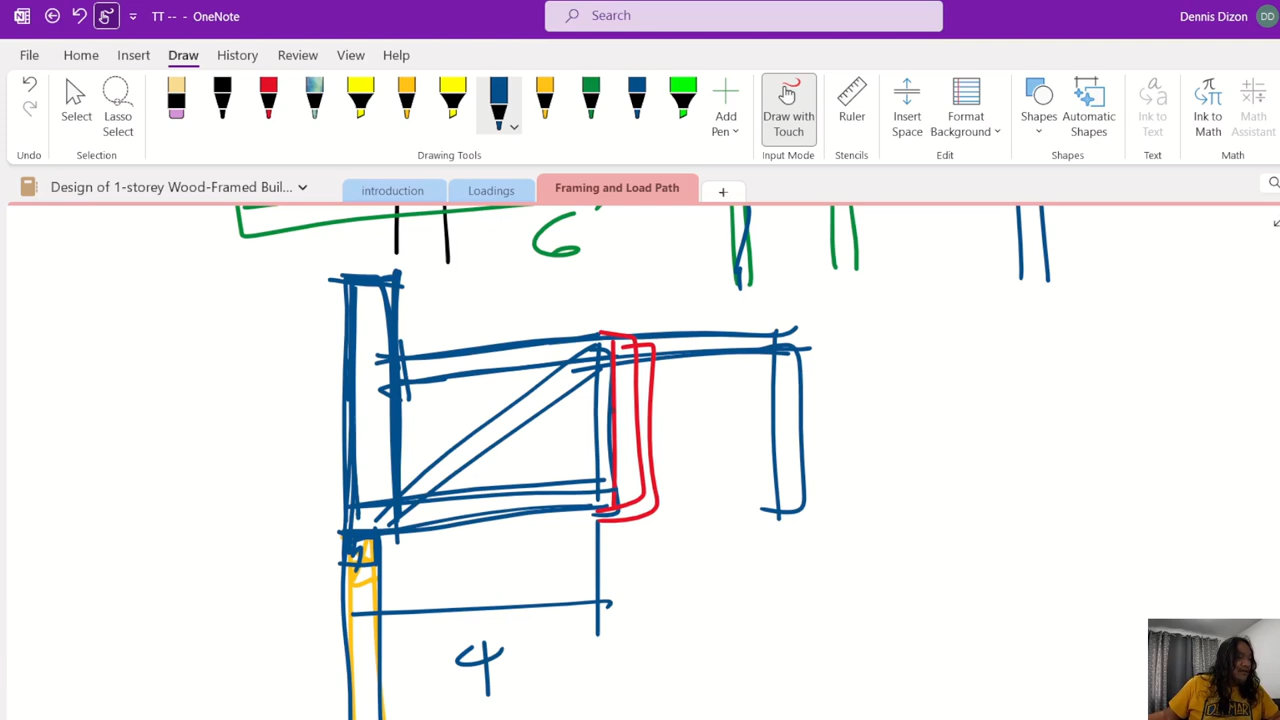 TT -- - OneNote
Search
Dennis Dizon
DD
File Home Insert Draw History Review View Help
Select
Lasso Select
Add Pen
Draw with Touch
Ruler
Insert Space
Format Background
Shapes
Automatic Shapes
Ink to Text
Ink to Math
Math Assistant
Undo Selection Drawing Tools Input Mode Stencils Edit Shapes Text Math
Design of 1-storey Wood-Framed Buil... introduction Loadings Framing and Load Path
6'
4